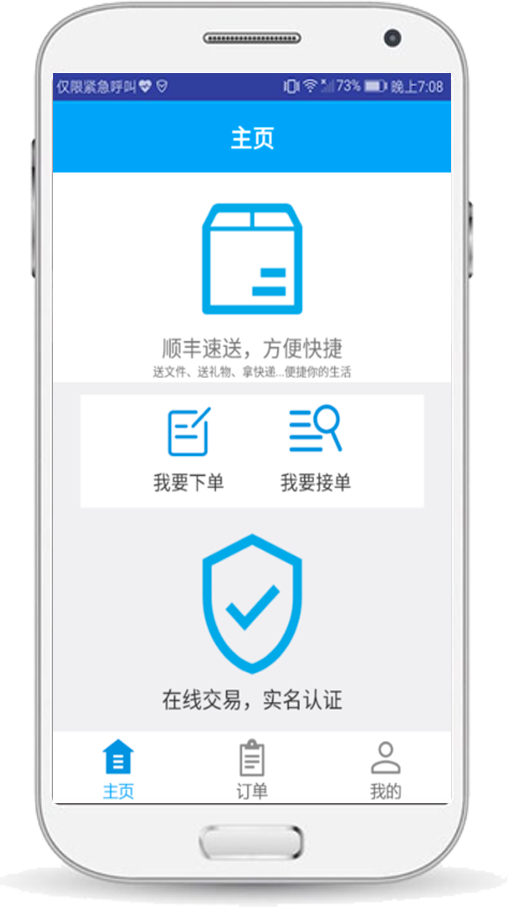 仅限紧急呼叫 73% 晚上7:08
主页
顺丰速送，方便快捷
送文件、送礼物、拿快递...便捷你的生活
我要下单 我要接单
在线交易，实名认证
主页 订单 我的